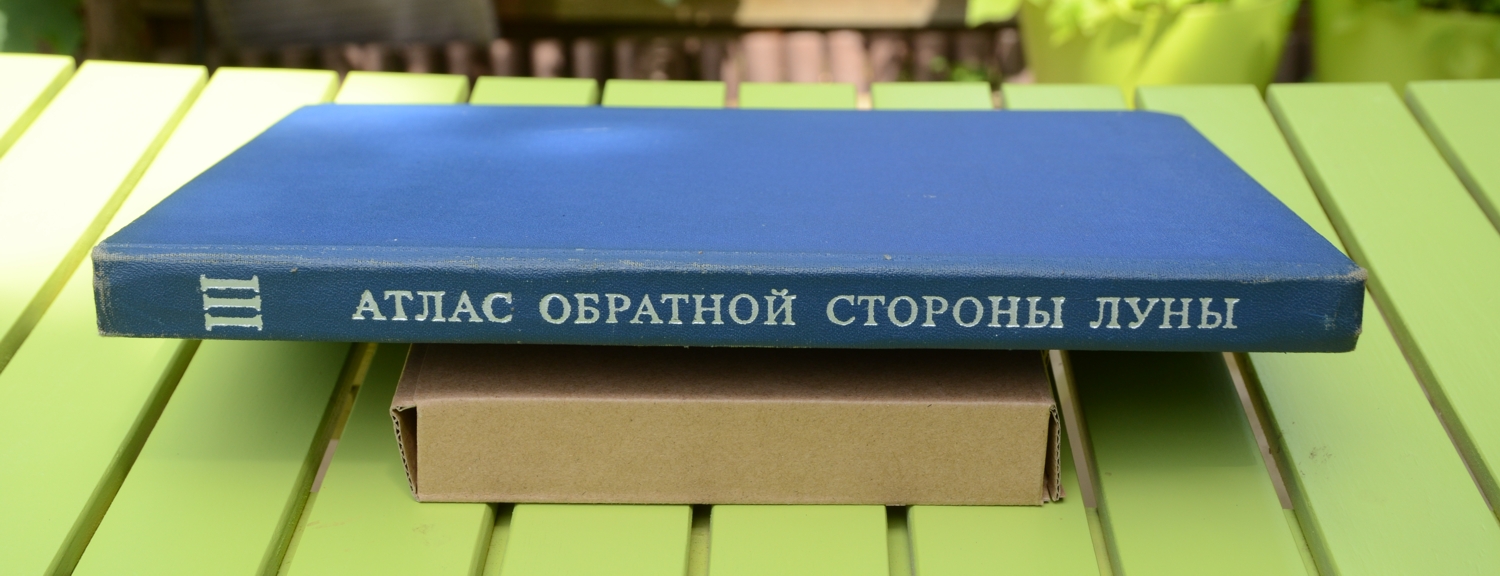 III
АТЛАС ОБРАТНОЙ СТОРОНЫ ЛУНЫ